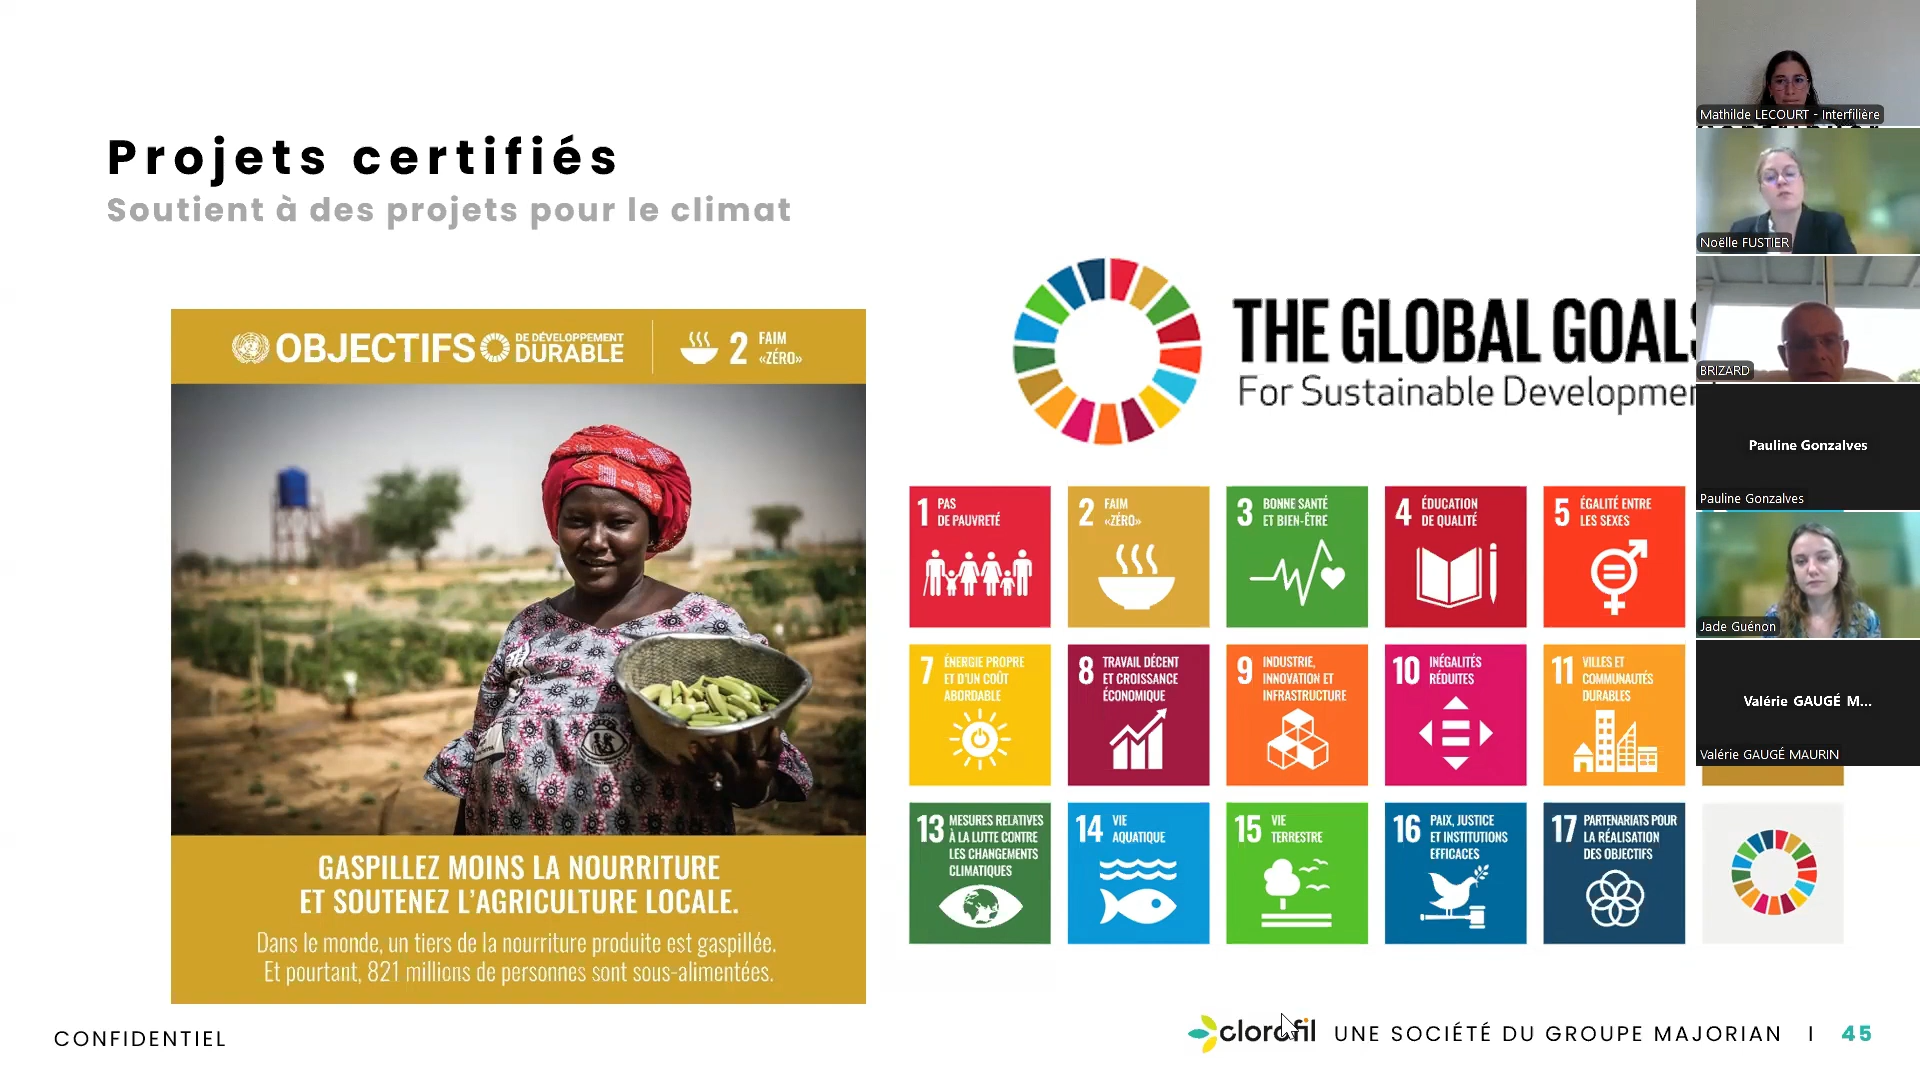 Projets certifiés
Soutient à des projets pour le climat
OBJECTIFS DE DÉVELOPPEMENT DURABLE
2 FAIM «ZÉRO»
GASPILLEZ MOINS LA NOURRITURE
ET SOUTENEZ L'AGRICULTURE LOCALE.
Dans le monde, un tiers de la nourriture produite est gaspillée.
Et pourtant, 821 millions de personnes sont sous-alimentées.
THE GLOBAL GOALS
For Sustainable Developmen
1 PAS
DE PAUVRETÉ
2 FAIM
«ZÉRO»
3 BONNE SANTÉ
ET BIEN-ÊTRE
4 ÉDUCATION
DE QUALITÉ
5 ÉGALITÉ ENTRE
LES SEXES
7 ÉNERGIE PROPRE
ET D'UN COÛT
ABORDABLE
8 TRAVAIL DÉCENT
ET CROISSANCE
ÉCONOMIQUE
9 INDUSTRIE,
INNOVATION ET
INFRASTRUCTURE
10 INÉGALITÉS
RÉDUITES
11 VILLES ET
COMMUNAUTÉS
DURABLES
13 MESURES RELATIVES
À LA LUTTE CONTRE
LES CHANGEMENTS
CLIMATIQUES
14 VIE
AQUATIQUE
15 VIE
TERRESTRE
16 PAIX, JUSTICE
ET INSTITUTIONS
EFFICACES
17 PARTENARIATS POUR
LA RÉALISATION
DES OBJECTIFS
Mathilde LECOURT - Interfilière
Noëlle FUSTIER
BRIZARD
Pauline Gonzalves
Pauline Gonzalves
Jade Guénon
Valérie GAUGÉ M...
Valérie GAUGÉ MAURIN
CONFIDENTIEL
clorofil UNE SOCIÉTÉ DU GROUPE MAJORIAN I 45